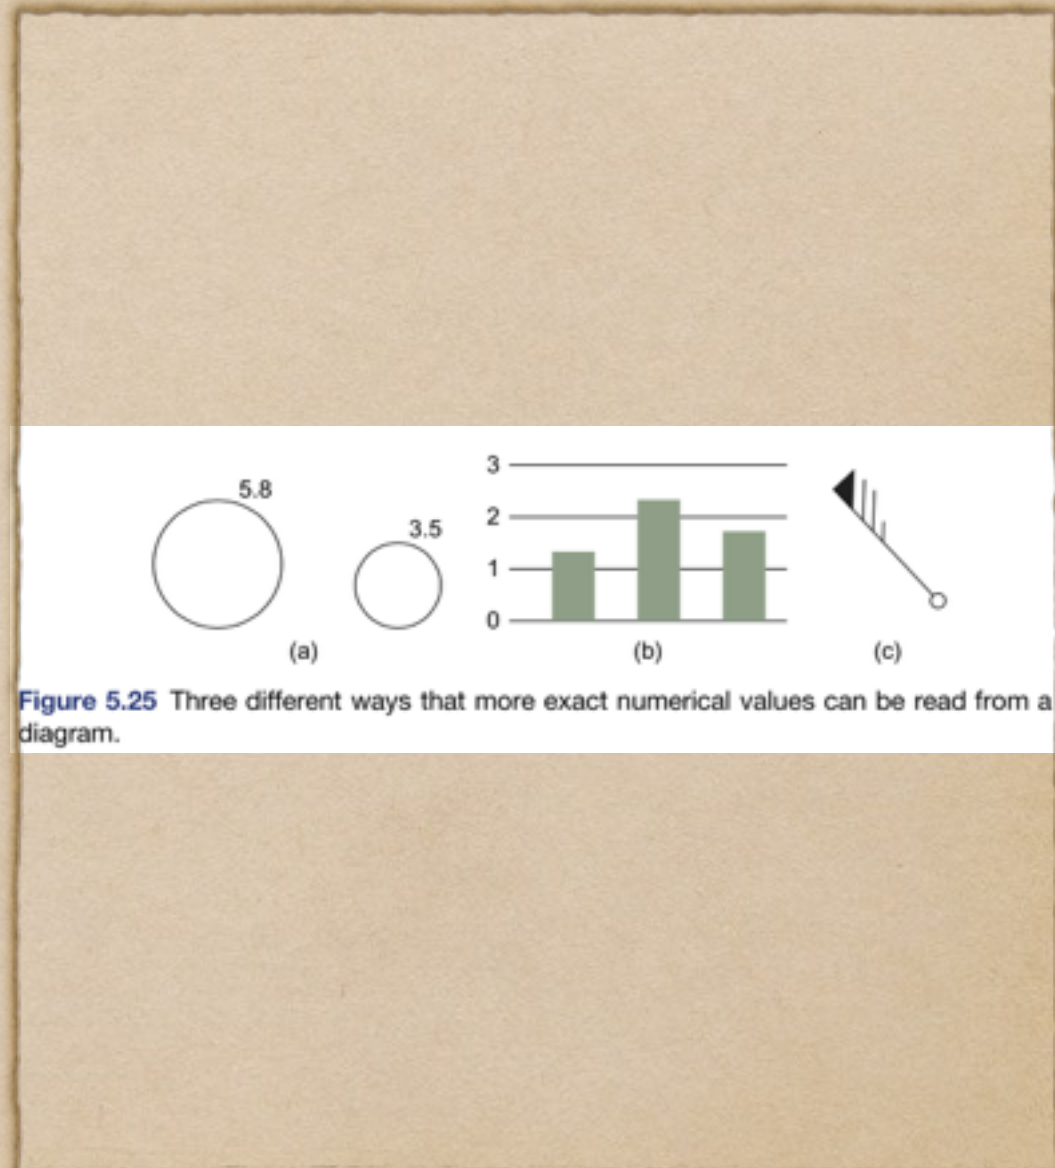 5.8
3.5
(a)
3
2
1
0
(b)
(c)
Figure 5.25 Three different ways that more exact numerical values can be read from a
diagram.